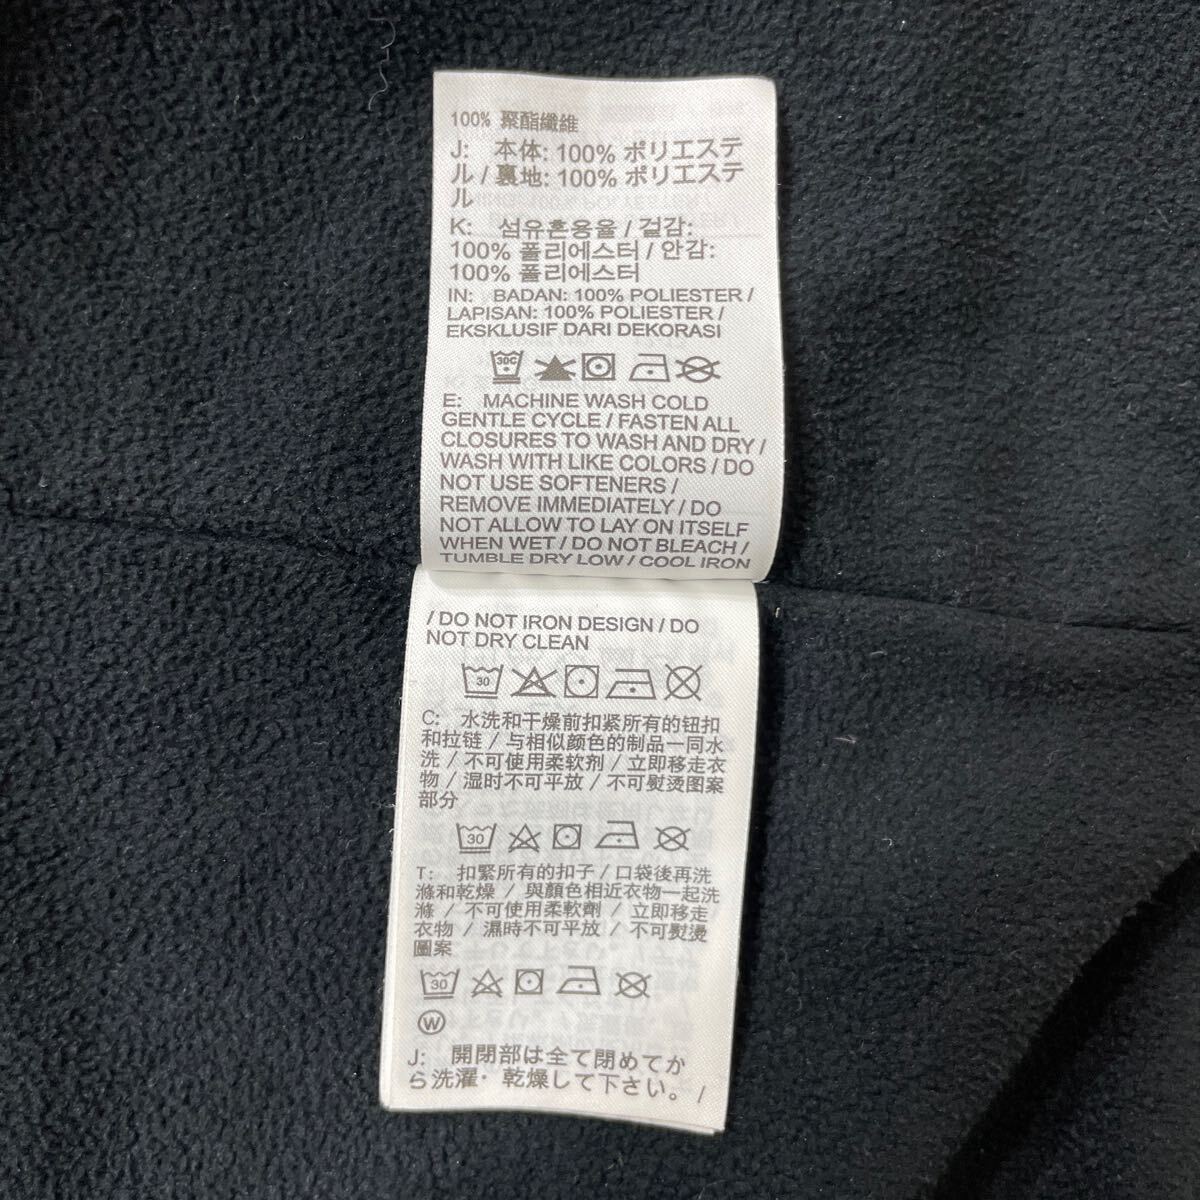 100% 聚酯纖維
J: 本体: 100% ポリエステ
ル / 裏地: 100% ポリエステ
ル
K: 섬유혼용율 / 겉감:
100% 폴리에스터 / 안감:
100% 폴리에스터
IN: BADAN: 100% POLIESTER /
LAPISAN: 100% POLIESTER /
EKSKLUSIF DARI DEKORASI
30C
E: MACHINE WASH COLD
GENTLE CYCLE / FASTEN ALL
CLOSURES TO WASH AND DRY /
WASH WITH LIKE COLORS / DO
NOT USE SOFTENERS /
REMOVE IMMEDIATELY / DO
NOT ALLOW TO LAY ON ITSELF
WHEN WET / DO NOT BLEACH /
TUMBLE DRY LOW / COOL IRON
/ DO NOT IRON DESIGN / DO
NOT DRY CLEAN
30
C: 水洗和干燥前扣紧所有的钮扣
和拉链 / 与相似颜色的制品一同水
洗 / 不可使用柔软剂 / 立即移走衣
物 / 湿时不可平放 / 不可熨烫图案
部分
30
T: 扣緊所有的扣子 / 口袋後再洗
滌和乾燥 / 與顏色相近衣物一起洗
滌 / 不可使用柔軟劑 / 立即移走
衣物 / 濕時不可平放 / 不可熨燙
圖案
30
W
J: 開閉部は全て閉めてか
ら洗濯・乾燥して下さい。 /